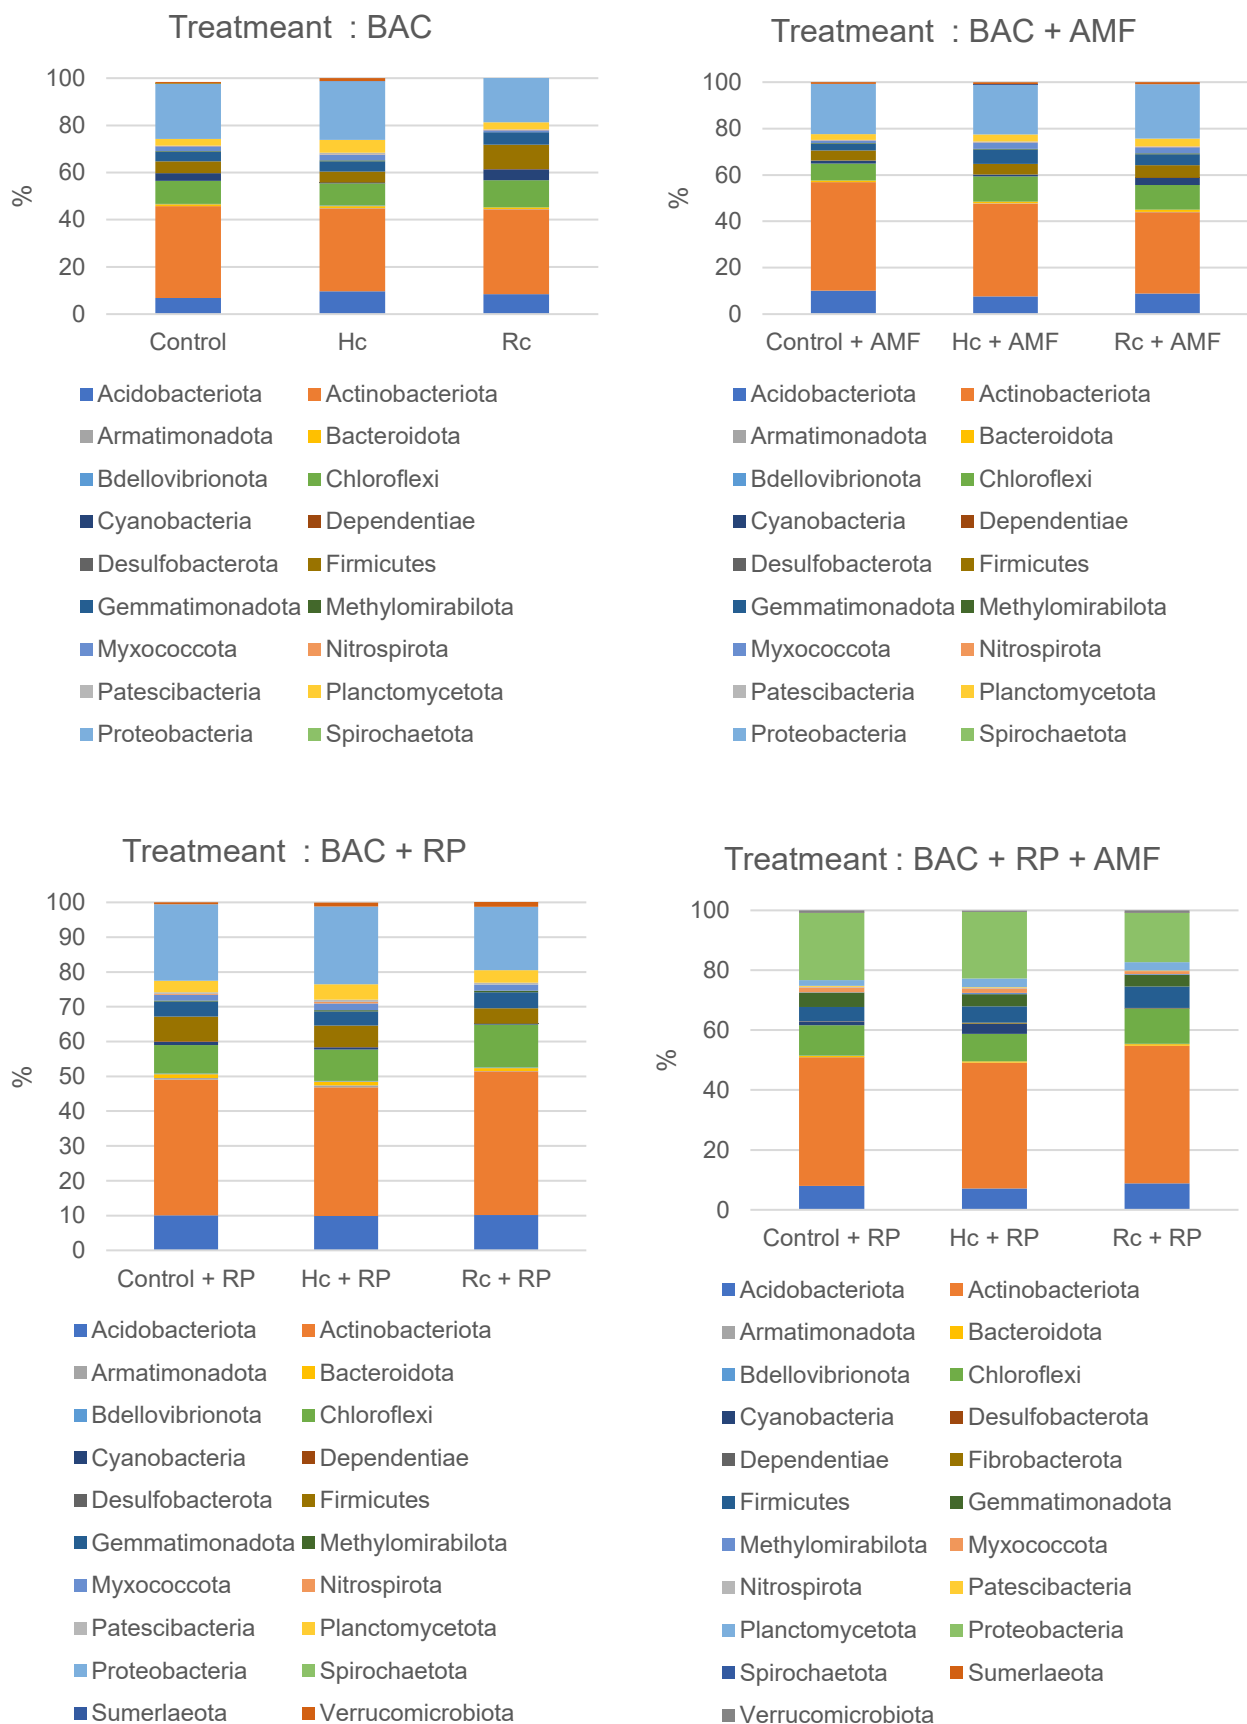 Treatmeant : BAC
%
100
80
60
40
20
0
Control Hc Rc
Acidobacteriota Actinobacteriota
Armatimonadota Bacteroidota
Bdellovibrionota Chloroflexi
Cyanobacteria Dependentiae
Desulfobacterota Firmicutes
Gemmatimonadota Methylomirabilota
Myxococcota Nitrospirota
Patescibacteria Planctomycetota
Proteobacteria Spirochaetota
Treatmeant : BAC + AMF
%
100
80
60
40
20
0
Control + AMF Hc + AMF Rc + AMF
Acidobacteriota Actinobacteriota
Armatimonadota Bacteroidota
Bdellovibrionota Chloroflexi
Cyanobacteria Dependentiae
Desulfobacterota Firmicutes
Gemmatimonadota Methylomirabilota
Myxococcota Nitrospirota
Patescibacteria Planctomycetota
Proteobacteria Spirochaetota
Treatmeant : BAC + RP
%
100
90
80
70
60
50
40
30
20
10
0
Control + RP Hc + RP Rc + RP
Acidobacteriota Actinobacteriota
Armatimonadota Bacteroidota
Bdellovibrionota Chloroflexi
Cyanobacteria Dependentiae
Desulfobacterota Firmicutes
Gemmatimonadota Methylomirabilota
Myxococcota Nitrospirota
Patescibacteria Planctomycetota
Proteobacteria Spirochaetota
Sumerlaeota Verrucomicrobiota
Treatmeant : BAC + RP + AMF
%
100
80
60
40
20
0
Control + RP Hc + RP Rc + RP
Acidobacteriota Actinobacteriota
Armatimonadota Bacteroidota
Bdellovibrionota Chloroflexi
Cyanobacteria Desulfobacterota
Dependentiae Fibrobacterota
Firmicutes Gemmatimonadota
Methylomirabilota Myxococcota
Nitrospirota Patescibacteria
Planctomycetota Proteobacteria
Spirochaetota Sumerlaeota
Verrucomicrobiota